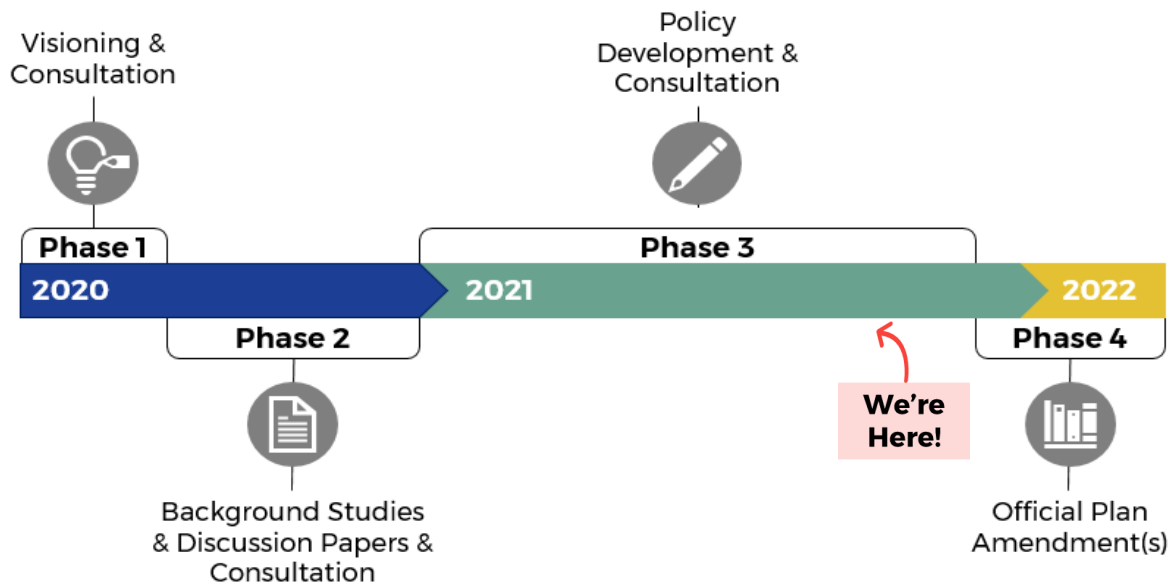 Visioning &
Consultation
Policy
Development &
Consultation
Phase 1
Phase 3
2020
2021
2022
Phase 2
Phase 4
We're
Here!
Background Studies
& Discussion Papers &
Consultation
Official Plan
Amendment(s)